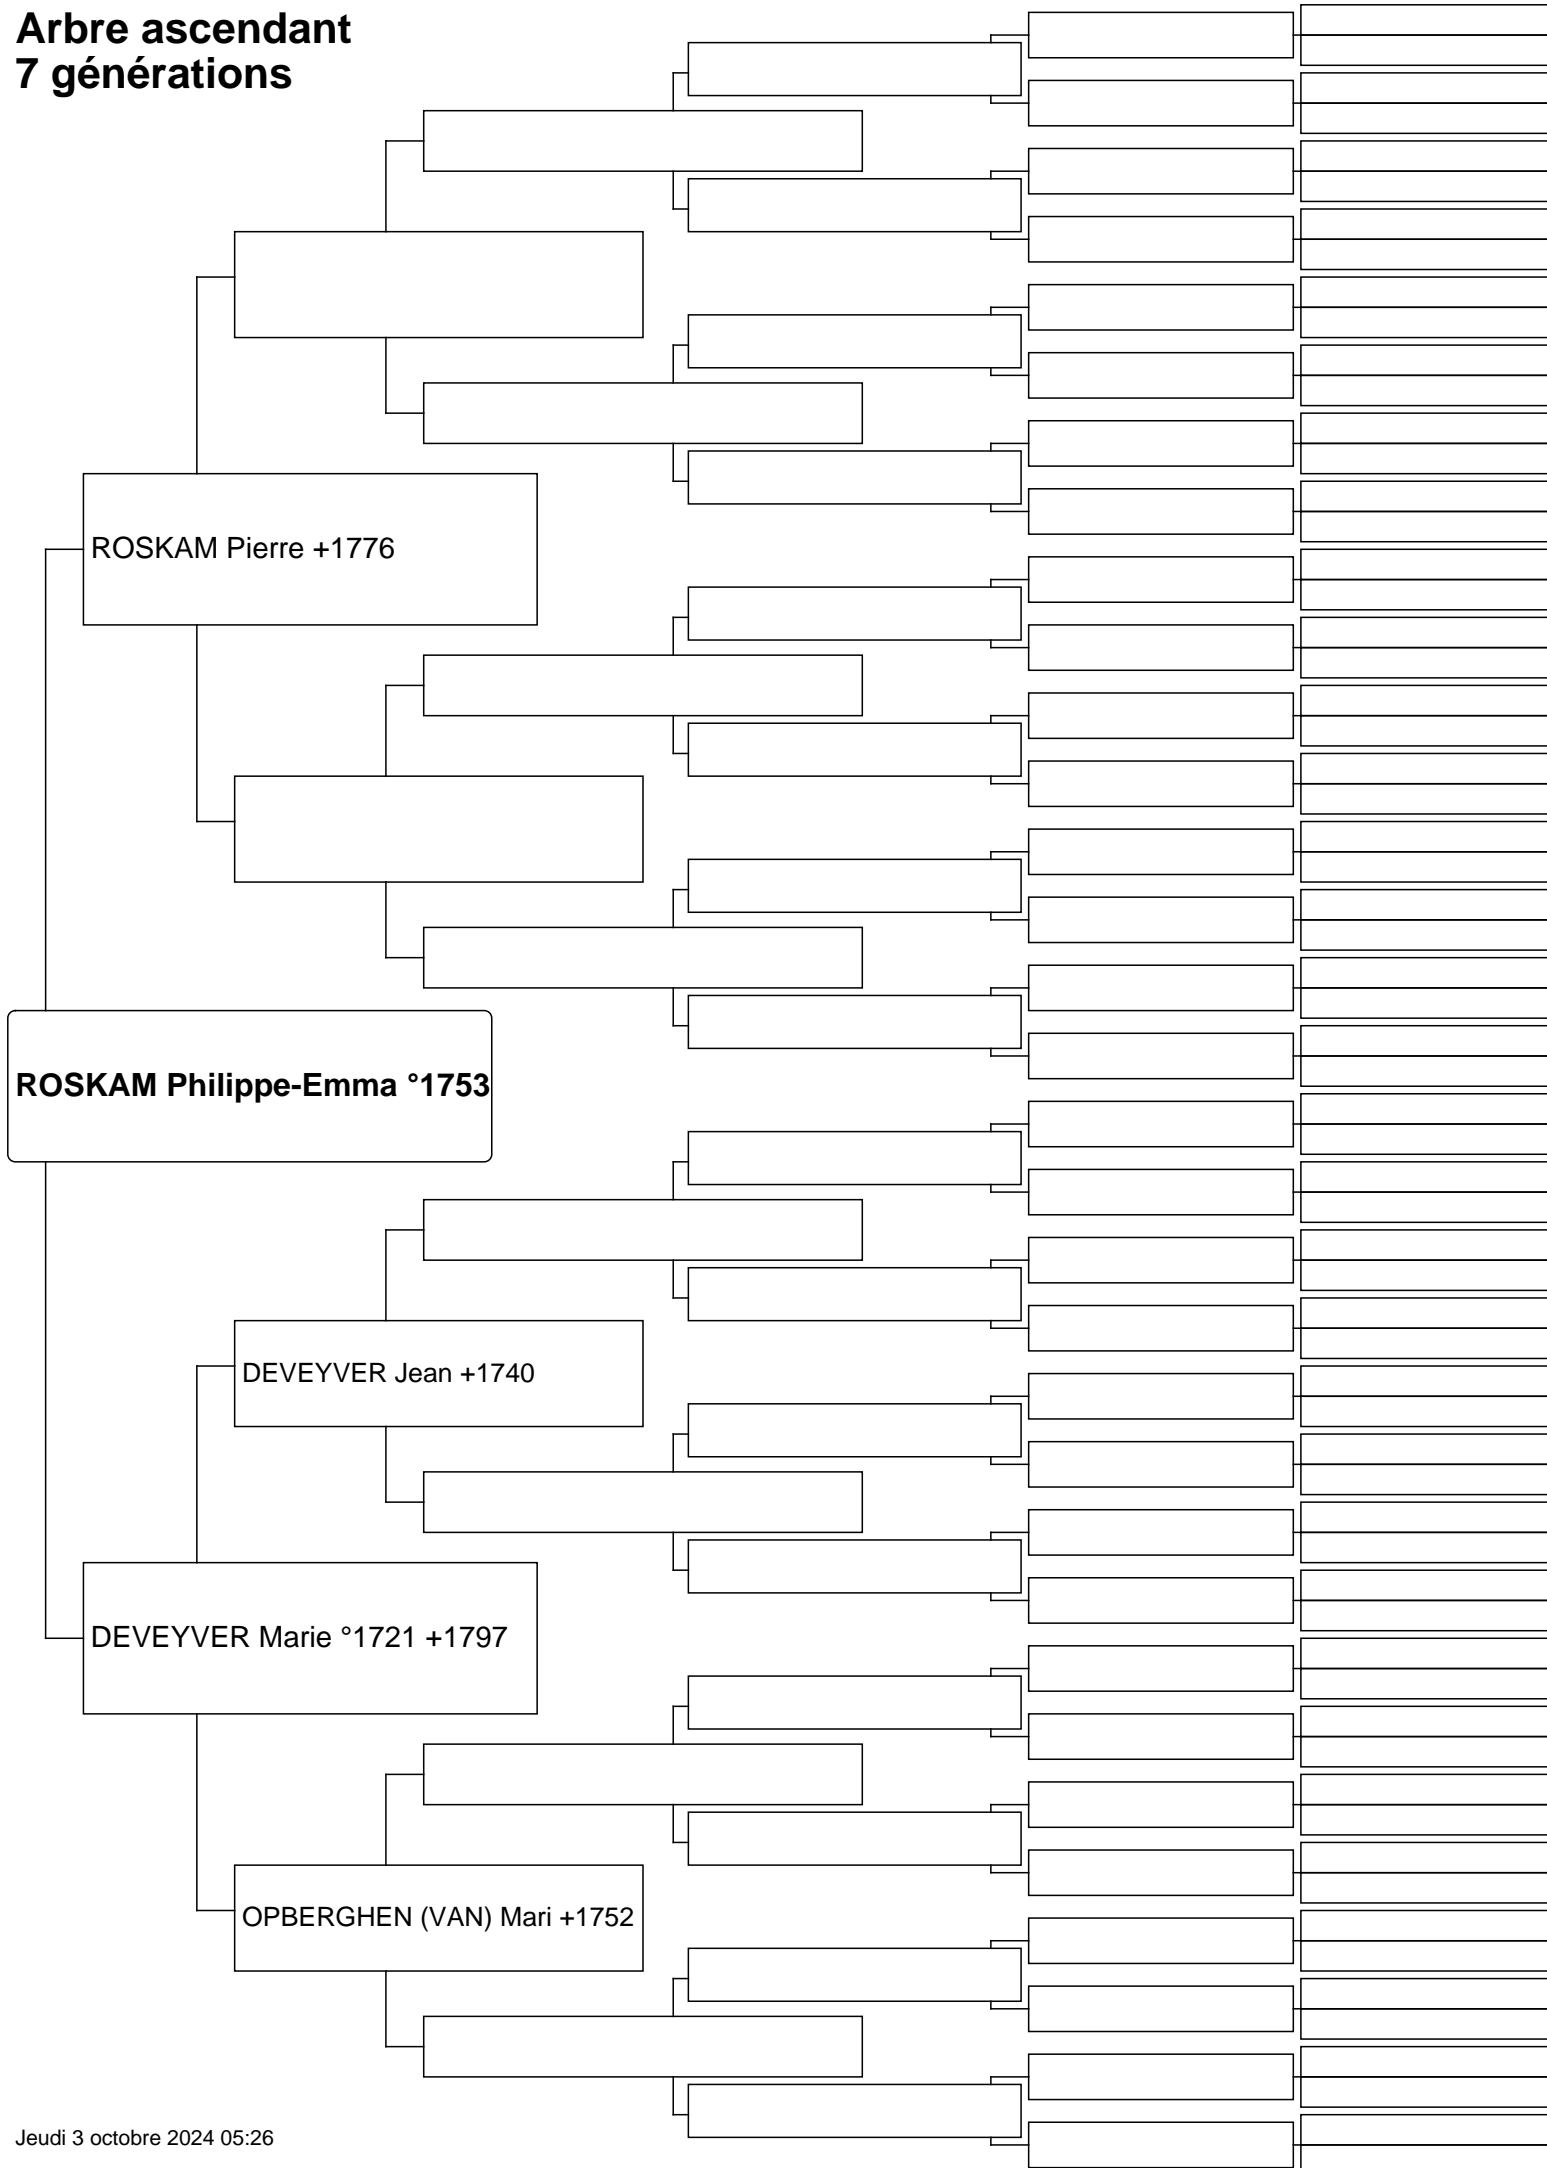 Arbre ascendant
7 générations
ROSKAM Pierre +1776
ROSKAM Philippe-Emma °1753
DEVEYVER Jean +1740
DEVEYVER Marie °1721 +1797
OPBERGHEN (VAN) Mari +1752
Jeudi 3 octobre 2024 05:26